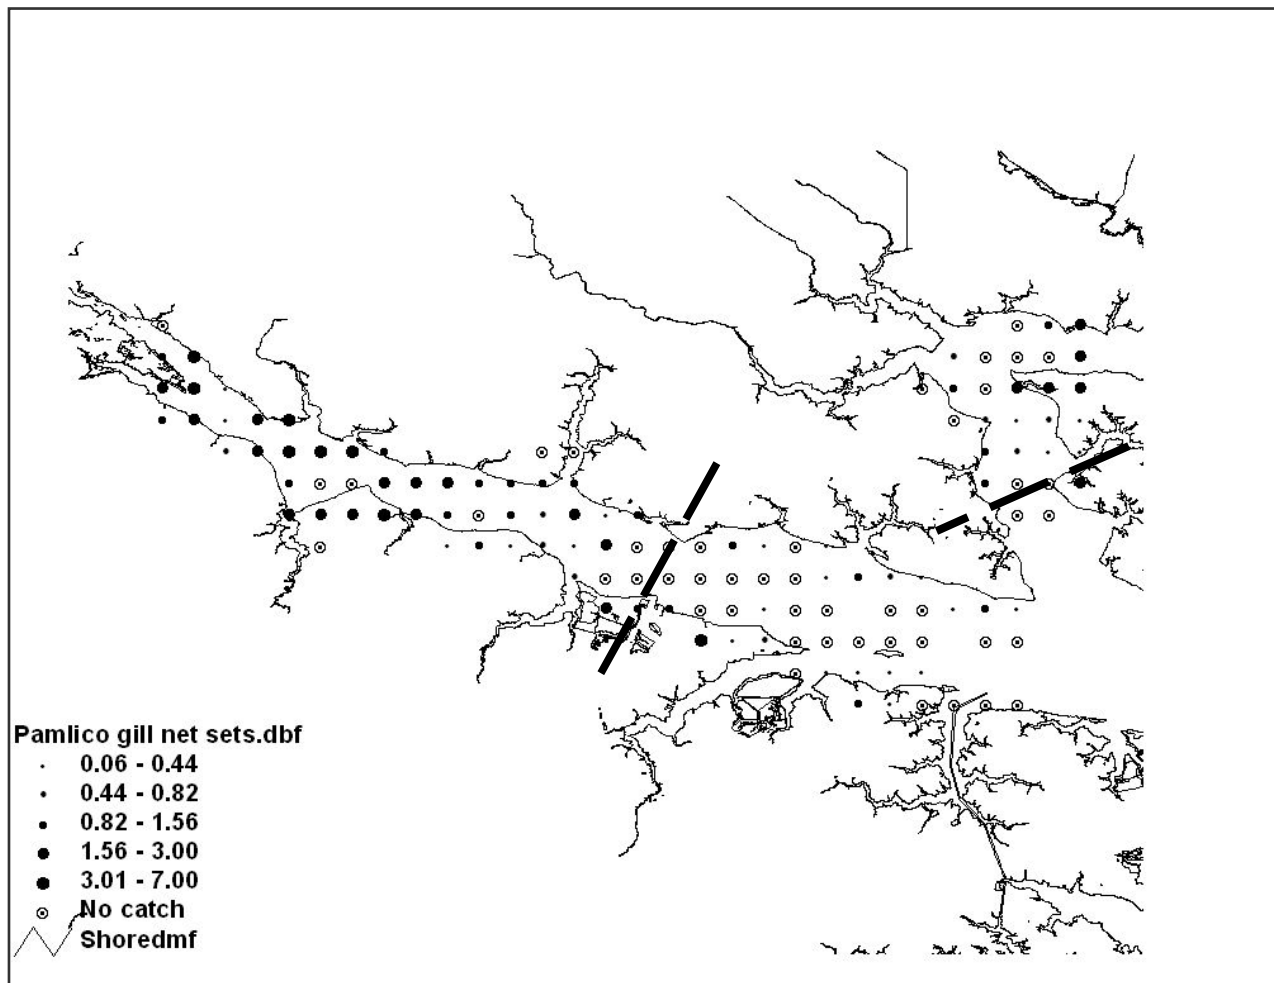 Pamlico gill net sets.dbf
0.06 - 0.44
0.44 - 0.82
0.82 - 1.56
1.56 - 3.00
3.01 - 7.00
No catch
Shoredmf